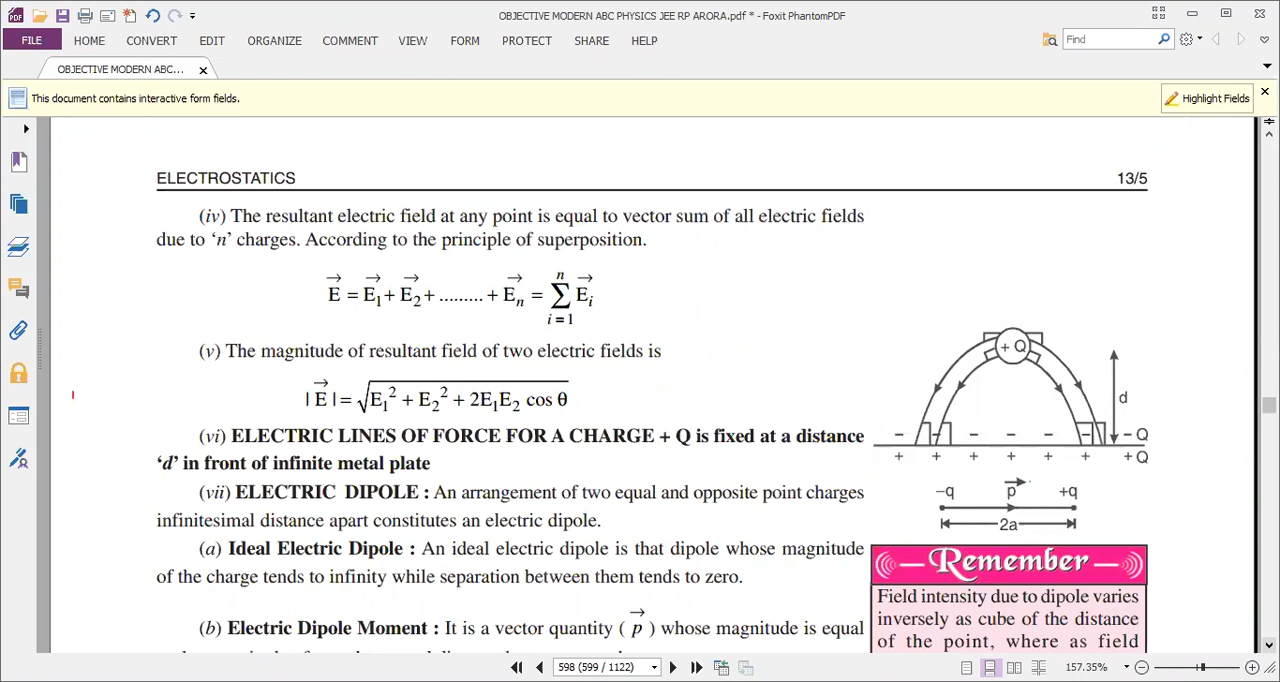 OBJECTIVE MODERN ABC PHYSICS JEE RP ARORA.pdf * - Foxit PhantomPDF
FILE HOME CONVERT EDIT ORGANIZE COMMENT VIEW FORM PROTECT SHARE HELP Find
OBJECTIVE MODERN ABC...
This document contains interactive form fields. Highlight Fields
ELECTROSTATICS 13/5
(iv) The resultant electric field at any point is equal to vector sum of all electric fields
due to ‘n’ charges. According to the principle of superposition.
E⃗ = E⃗₁ + E⃗₂ + ......... + E⃗ₙ = ∑ᵢ₌₁ⁿ E⃗ᵢ
(v) The magnitude of resultant field of two electric fields is
| E⃗ | = √(E₁² + E₂² + 2E₁E₂ cos θ)
(vi) ELECTRIC LINES OF FORCE FOR A CHARGE + Q is fixed at a distance
‘d’ in front of infinite metal plate
(vii) ELECTRIC DIPOLE : An arrangement of two equal and opposite point charges
infinitesimal distance apart constitutes an electric dipole.
(a) Ideal Electric Dipole : An ideal electric dipole is that dipole whose magnitude
of the charge tends to infinity while separation between them tends to zero.
(b) Electric Dipole Moment : It is a vector quantity ( p⃗ ) whose magnitude is equal
+ Q
d
– – – – – – – Q
+ + + + + + + Q
–q p⃗ +q
2a
Remember
Field intensity due to dipole varies
inversely as cube of the distance
of the point, where as field
598 (599 / 1122) 157.35%